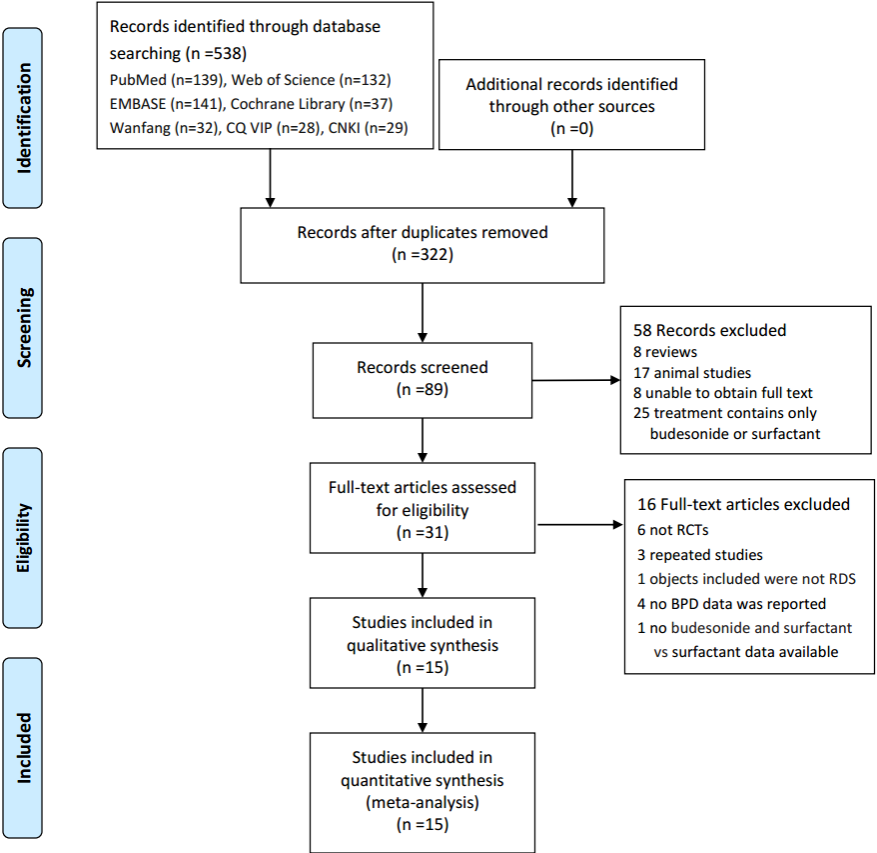 Identification
Records identified through database
searching (n =538)
PubMed (n=139), Web of Science (n=132)
EMBASE (n=141), Cochrane Library (n=37)
Wanfang (n=32), CQ VIP (n=28), CNKI (n=29)
Additional records identified
through other sources
(n =0)
Records after duplicates removed
(n =322)
Screening
Records screened
(n =89)
58 Records excluded
8 reviews
17 animal studies
8 unable to obtain full text
25 treatment contains only
budesonide or surfactant
Eligibility
Full-text articles assessed
for eligibility
(n =31)
16 Full-text articles excluded
6 not RCTs
3 repeated studies
1 objects included were not RDS
4 no BPD data was reported
1 no budesonide and surfactant
vs surfactant data available
Studies included in
qualitative synthesis
(n =15)
Included
Studies included in
quantitative synthesis
(meta-analysis)
(n =15)